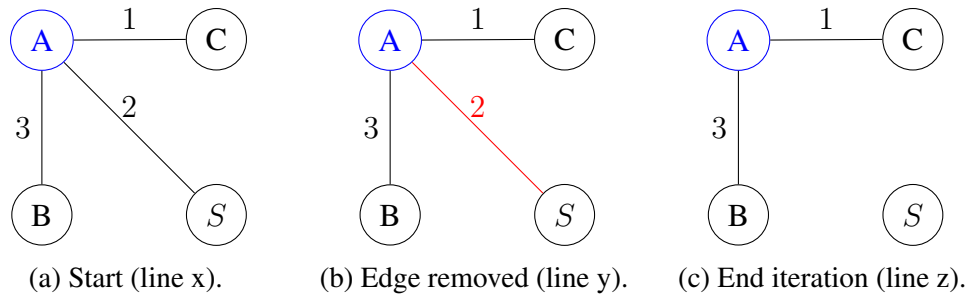 A 1 C
3 2
B S
(a) Start (line x).
A 1 C
3 2
B S
(b) Edge removed (line y).
A 1 C
3
B S
(c) End iteration (line z).